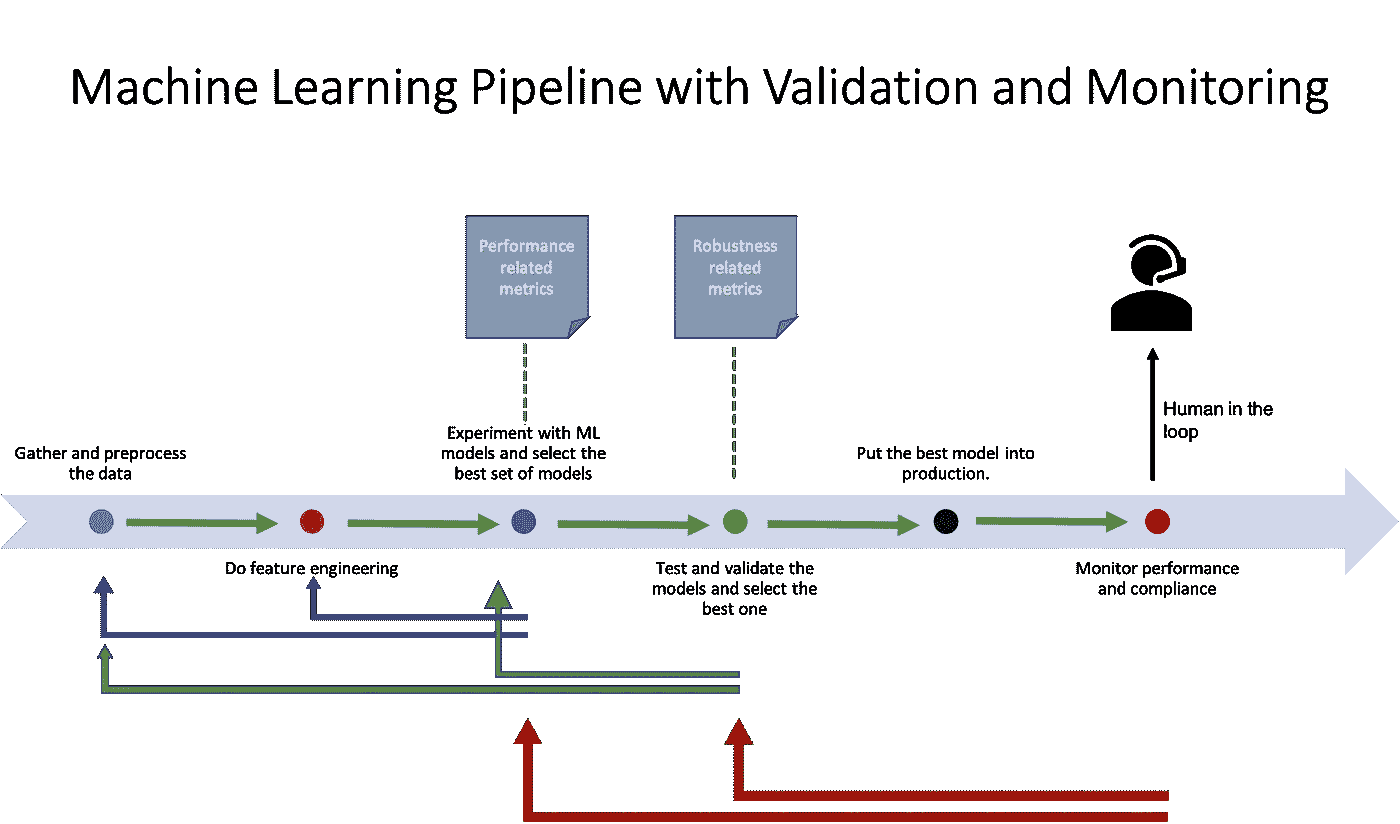 Machine Learning Pipeline with Validation and Monitoring
Performance
related
metrics
Robustness
related
metrics
Human in the
loop
Gather and preprocess
the data
Experiment with ML
models and select the
best set of models
Put the best model into
production.
Do feature engineering
Test and validate the
models and select the
best one
Monitor performance
and compliance